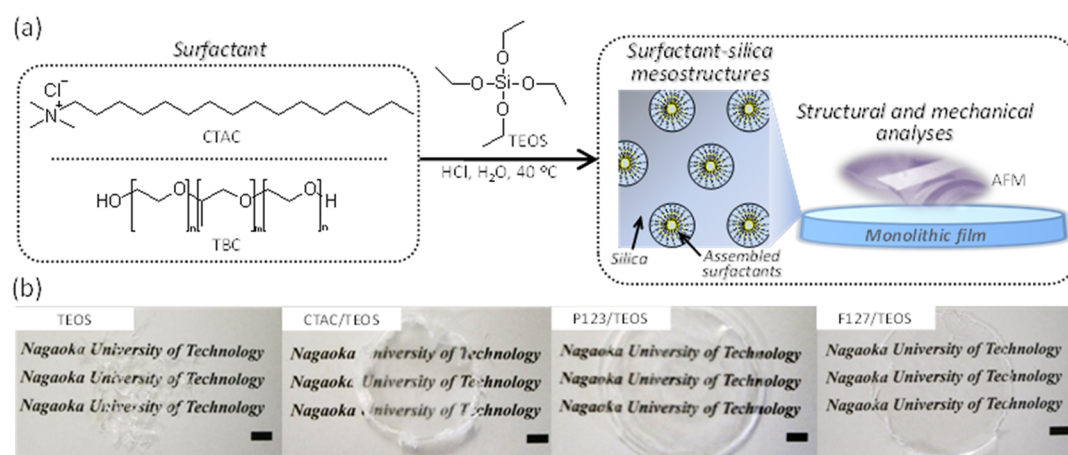 (a)
Surfactant
Cl⁻
N⁺
CTAC
HO
O
n
O
m
O
n
H
TBC
O
O
Si
O
O
TEOS
HCl, H₂O, 40 °C
Surfactant-silica
mesostructures
Silica
Assembled
surfactants
Structural and mechanical
analyses
AFM
Monolithic film
(b)
TEOS
Nagaoka University of Technology
Nagaoka University of Technology
Nagaoka University of Technology
CTAC/TEOS
Nagaoka University of Technology
Nagaoka University of Technology
Nagaoka University of Technology
P123/TEOS
Nagaoka University of Technology
Nagaoka University of Technology
Nagaoka University of Technology
F127/TEOS
Nagaoka University of Technology
Nagaoka University of Technology
Nagaoka University of Technology